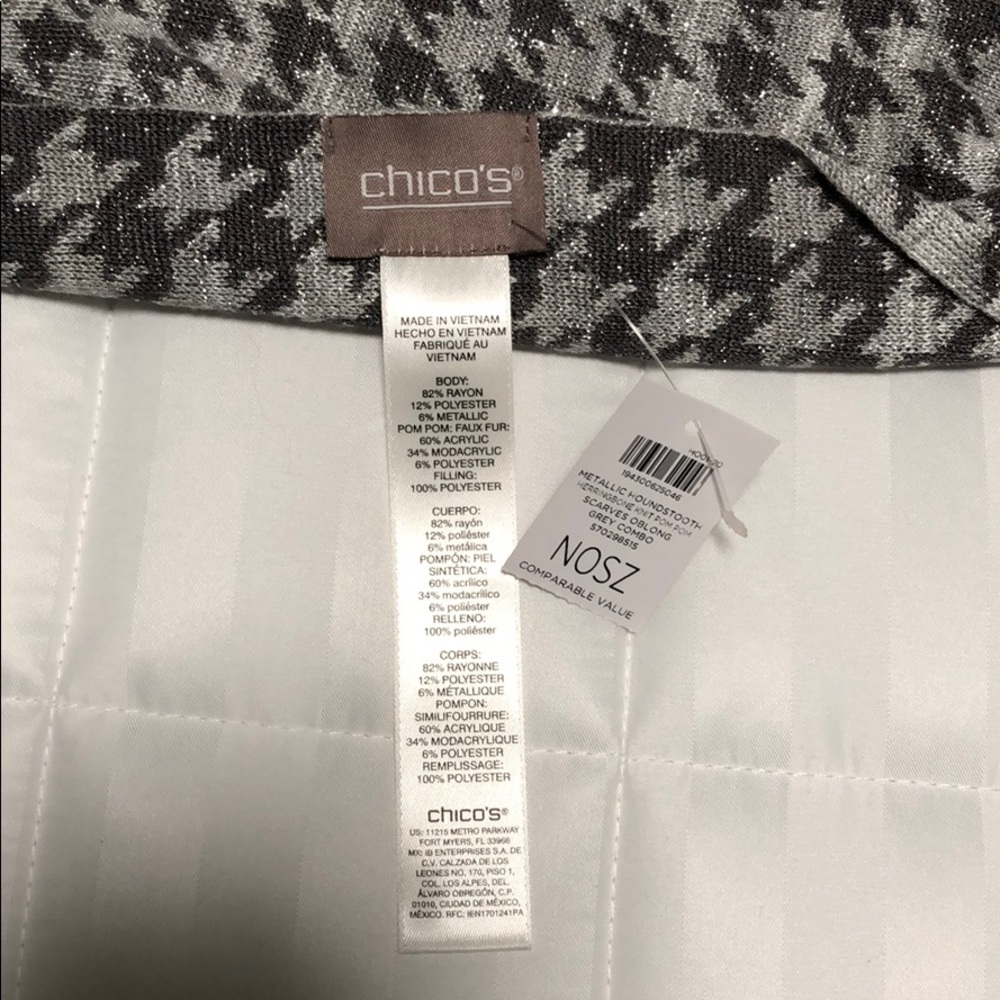 chico's®
MADE IN VIETNAM
HECHO EN VIETNAM
FABRIQUÉ AU
VIETNAM
BODY:
82% RAYON
12% POLYESTER
6% METALLIC
POM POM: FAUX FUR:
60% ACRYLIC
34% MODACRYLIC
6% POLYESTER
FILLING:
100% POLYESTER
CUERPO:
82% rayón
12% poliéster
6% metálica
POMPÓN: PIEL
SINTÉTICA:
60% acrílico
34% modacrílico
6% poliéster
RELLENO:
100% poliéster
CORPS:
82% RAYONNE
12% POLYESTER
6% MÉTALLIQUE
POMPON:
SIMILIFOURRURE:
60% ACRYLIQUE
34% MODACRYLIQUE
6% POLYESTER
REMPLISSAGE:
100% POLYESTER
chico's®
US: 11215 METRO PARKWAY
FORT MYERS, FL 33966
MX: IB ENTERPRISES S.A. DE
C.V. CALZADA DE LOS
LEONES NO. 170, PISO 1,
COL. LOS ALPES, DEL.
ÁLVARO OBREGÓN, C.P.
01010, CIUDAD DE MÉXICO,
MÉXICO. RFC: IEN1701241PA
194300625046
METALLIC HOUNDSTOOTH
HERRINGBONE KNIT POM POM
SCARVES OBLONG
GREY COMBO
570298515
NOSZ
COMPARABLE VALUE